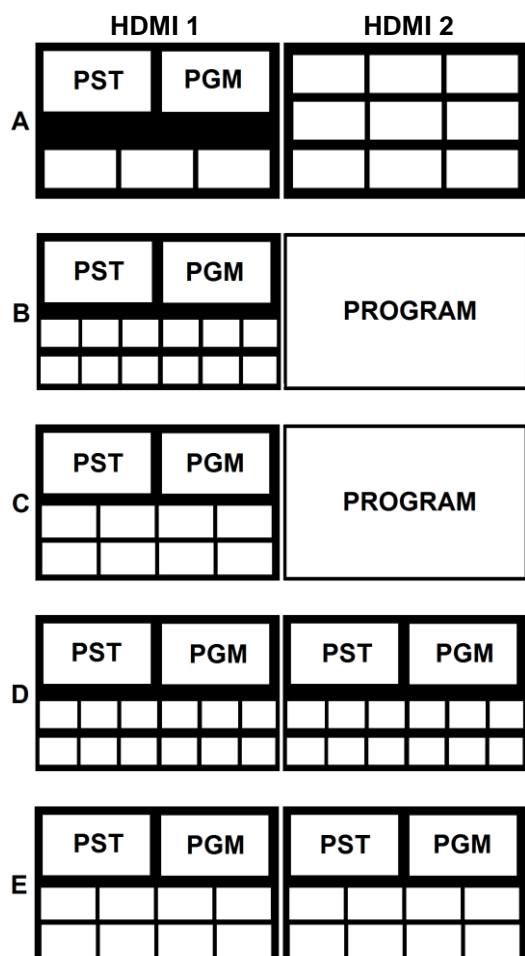 HDMI 1 HDMI 2
A
PST PGM
B
PST PGM
PROGRAM
C
PST PGM
PROGRAM
D
PST PGM PST PGM
E
PST PGM PST PGM